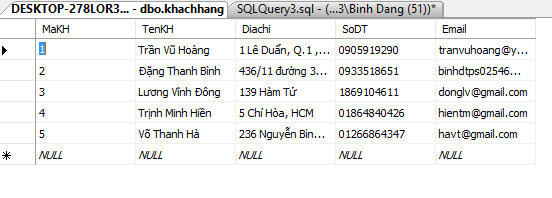 DESKTOP-278LOR3... - dbo.khachhang SQLQuery3.sql - (...3\Binh Dang (51))*
MaKH TenKH Diachi SoDT Email
1 Trần Vũ Hoàng 1 Lê Duẩn, Q.1 ,... 0905919290 tranvuhoang@y...
2 Đặng Thanh Bình 436/11 đường 3... 0933518651 binhdtps02546...
3 Lương Vĩnh Đông 139 Hàm Tử 1869104611 donglv@gmail.com
4 Trịnh Minh Hiền 5 Chí Hòa, HCM 01864840426 hientm@gmail.com
5 Võ Thanh Hà 236 Nguyễn Bin... 01266864347 havt@gmail.com
NULL NULL NULL NULL NULL